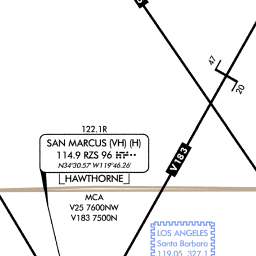 47
20
V183
122.1R
SAN MARCUS (VH) (H)
114.9 RZS 96
N34°30.57' W119°46.26'
HAWTHORNE
MCA
V25 7600NW
V183 7500N
LOS ANGELES
Santa Barbara
119.05 327.1